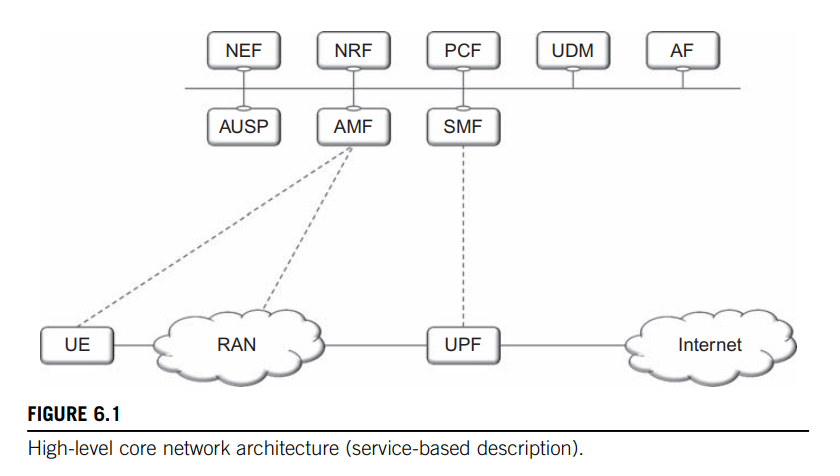 NEF NRF PCF UDM AF
AUSP AMF SMF
UE RAN UPF Internet
FIGURE 6.1
High-level core network architecture (service-based description).